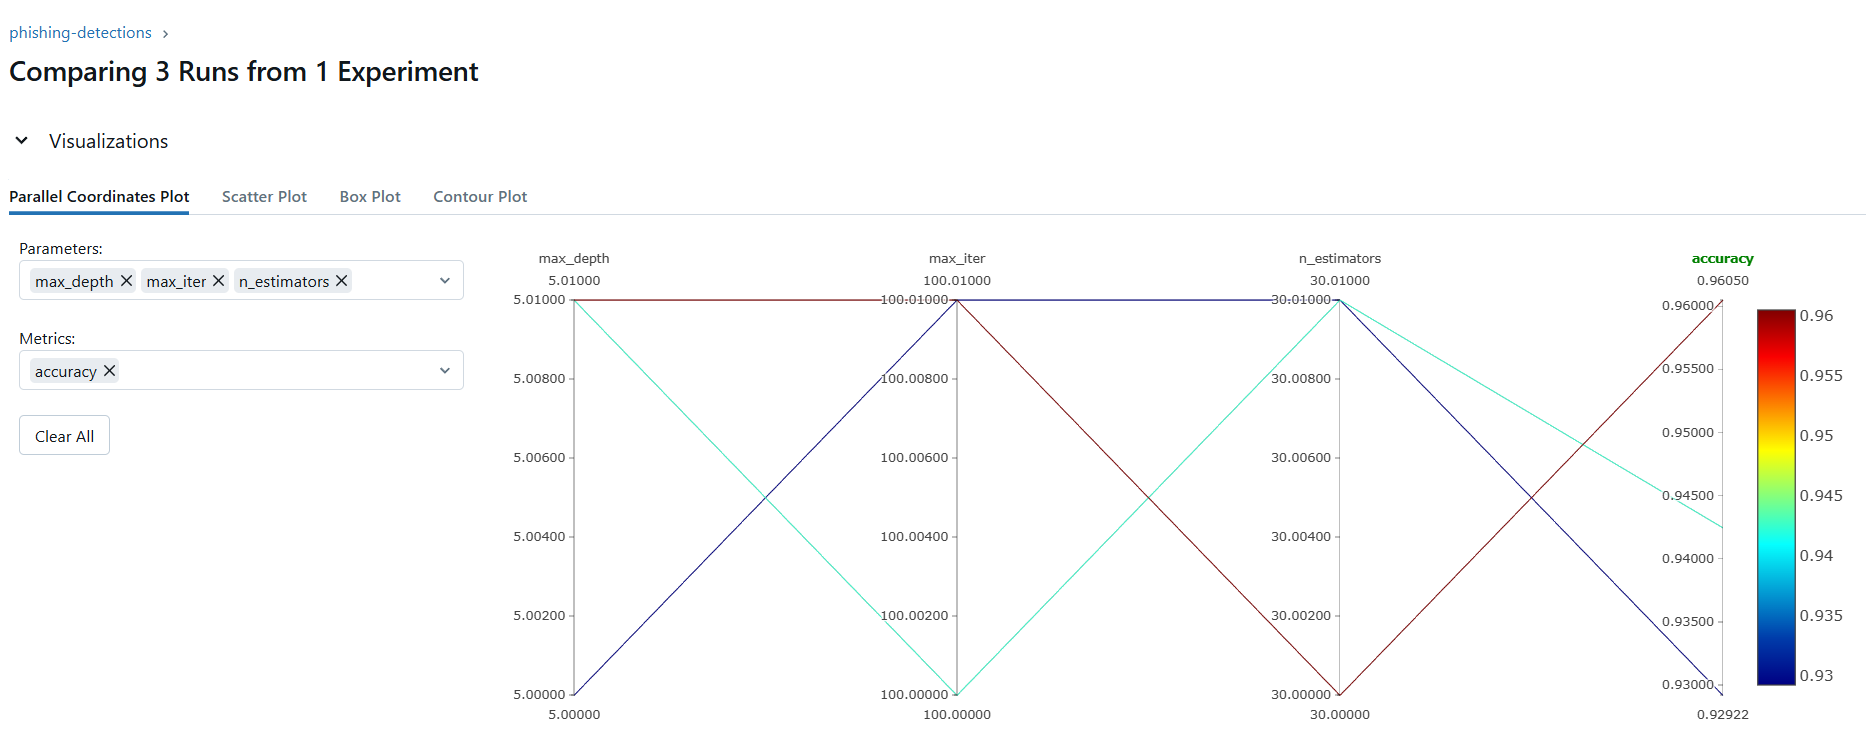 phishing-detections ›
Comparing 3 Runs from 1 Experiment
Visualizations
Parallel Coordinates Plot Scatter Plot Box Plot Contour Plot
Parameters:
max_depth max_iter n_estimators
Metrics:
accuracy
Clear All
max_depth max_iter n_estimators accuracy
5.01000 100.01000 30.01000 0.96050
5.01000 100.01000 30.01000 0.96000
5.00800 100.00800 30.00800 0.95500
5.00600 100.00600 30.00600 0.95000
5.00400 100.00400 30.00400 0.94500
5.00200 100.00200 30.00200 0.94000
5.00000 100.00000 30.00000 0.93500
0.93000
5.00000 100.00000 30.00000 0.92922
0.96
0.955
0.95
0.945
0.94
0.935
0.93